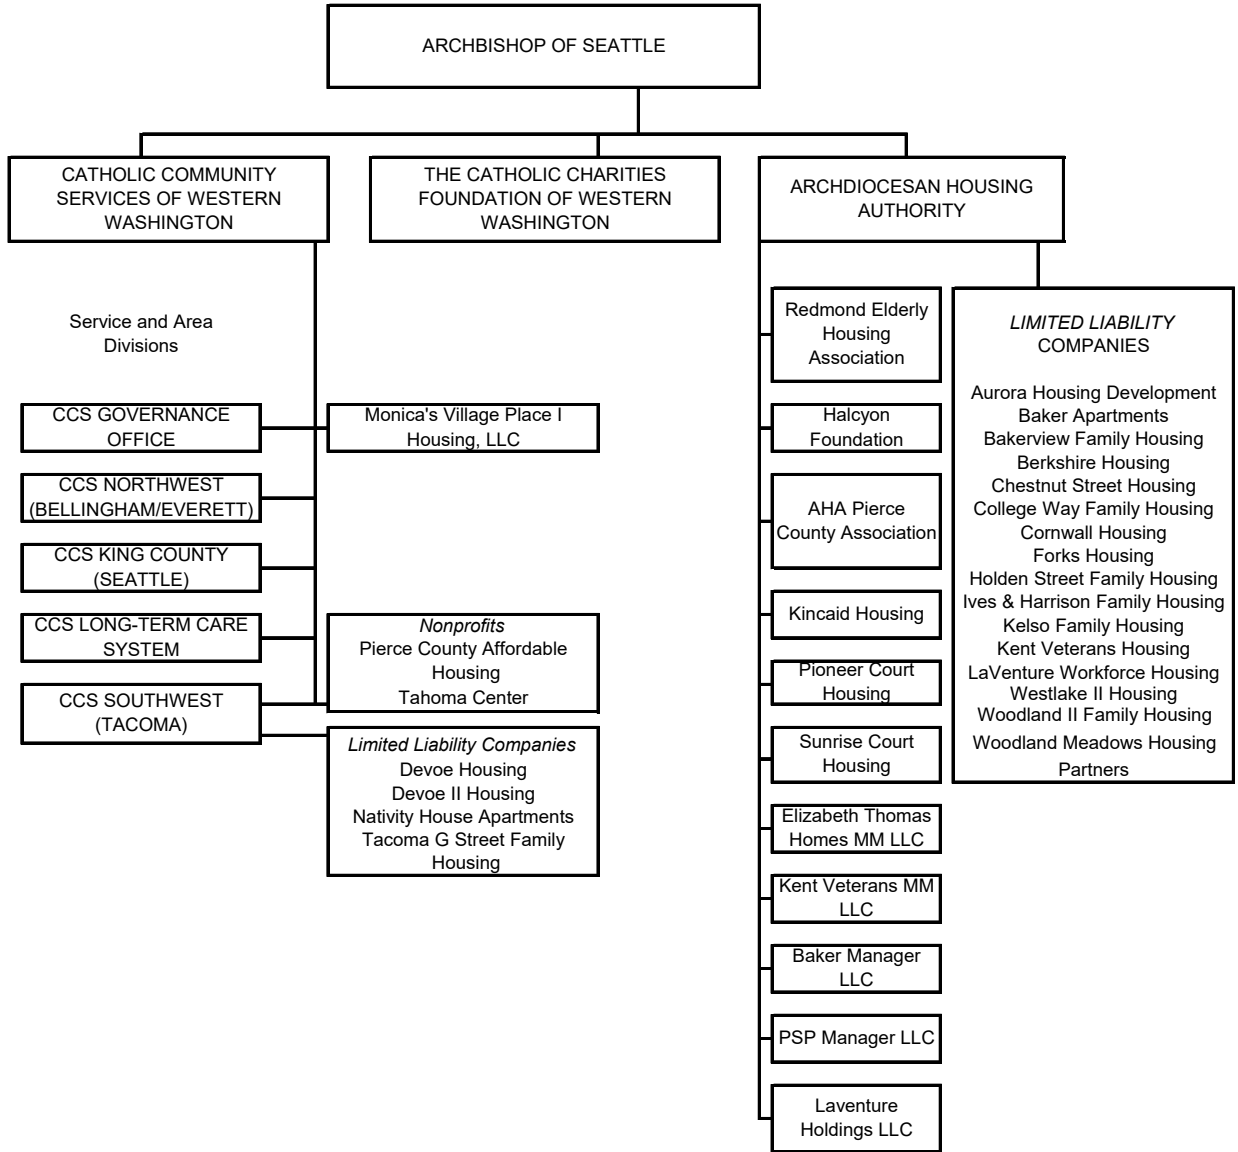 ARCHBISHOP OF SEATTLE
CATHOLIC COMMUNITY
SERVICES OF WESTERN
WASHINGTON
THE CATHOLIC CHARITIES
FOUNDATION OF WESTERN
WASHINGTON
ARCHDIOCESAN HOUSING
AUTHORITY
Service and Area
Divisions
CCS GOVERNANCE
OFFICE
CCS NORTHWEST
(BELLINGHAM/EVERETT)
CCS KING COUNTY
(SEATTLE)
CCS LONG-TERM CARE
SYSTEM
CCS SOUTHWEST
(TACOMA)
Monica's Village Place I
Housing, LLC
Nonprofits
Pierce County Affordable
Housing
Tahoma Center
Limited Liability Companies
Devoe Housing
Devoe II Housing
Nativity House Apartments
Tacoma G Street Family
Housing
Redmond Elderly
Housing
Association
Halcyon
Foundation
AHA Pierce
County Association
Kincaid Housing
Pioneer Court
Housing
Sunrise Court
Housing
Elizabeth Thomas
Homes MM LLC
Kent Veterans MM
LLC
Baker Manager
LLC
PSP Manager LLC
Laventure
Holdings LLC
LIMITED LIABILITY
COMPANIES
Aurora Housing Development
Baker Apartments
Bakerview Family Housing
Berkshire Housing
Chestnut Street Housing
College Way Family Housing
Cornwall Housing
Forks Housing
Holden Street Family Housing
Ives & Harrison Family Housing
Kelso Family Housing
Kent Veterans Housing
LaVenture Workforce Housing
Westlake II Housing
Woodland II Family Housing
Woodland Meadows Housing
Partners